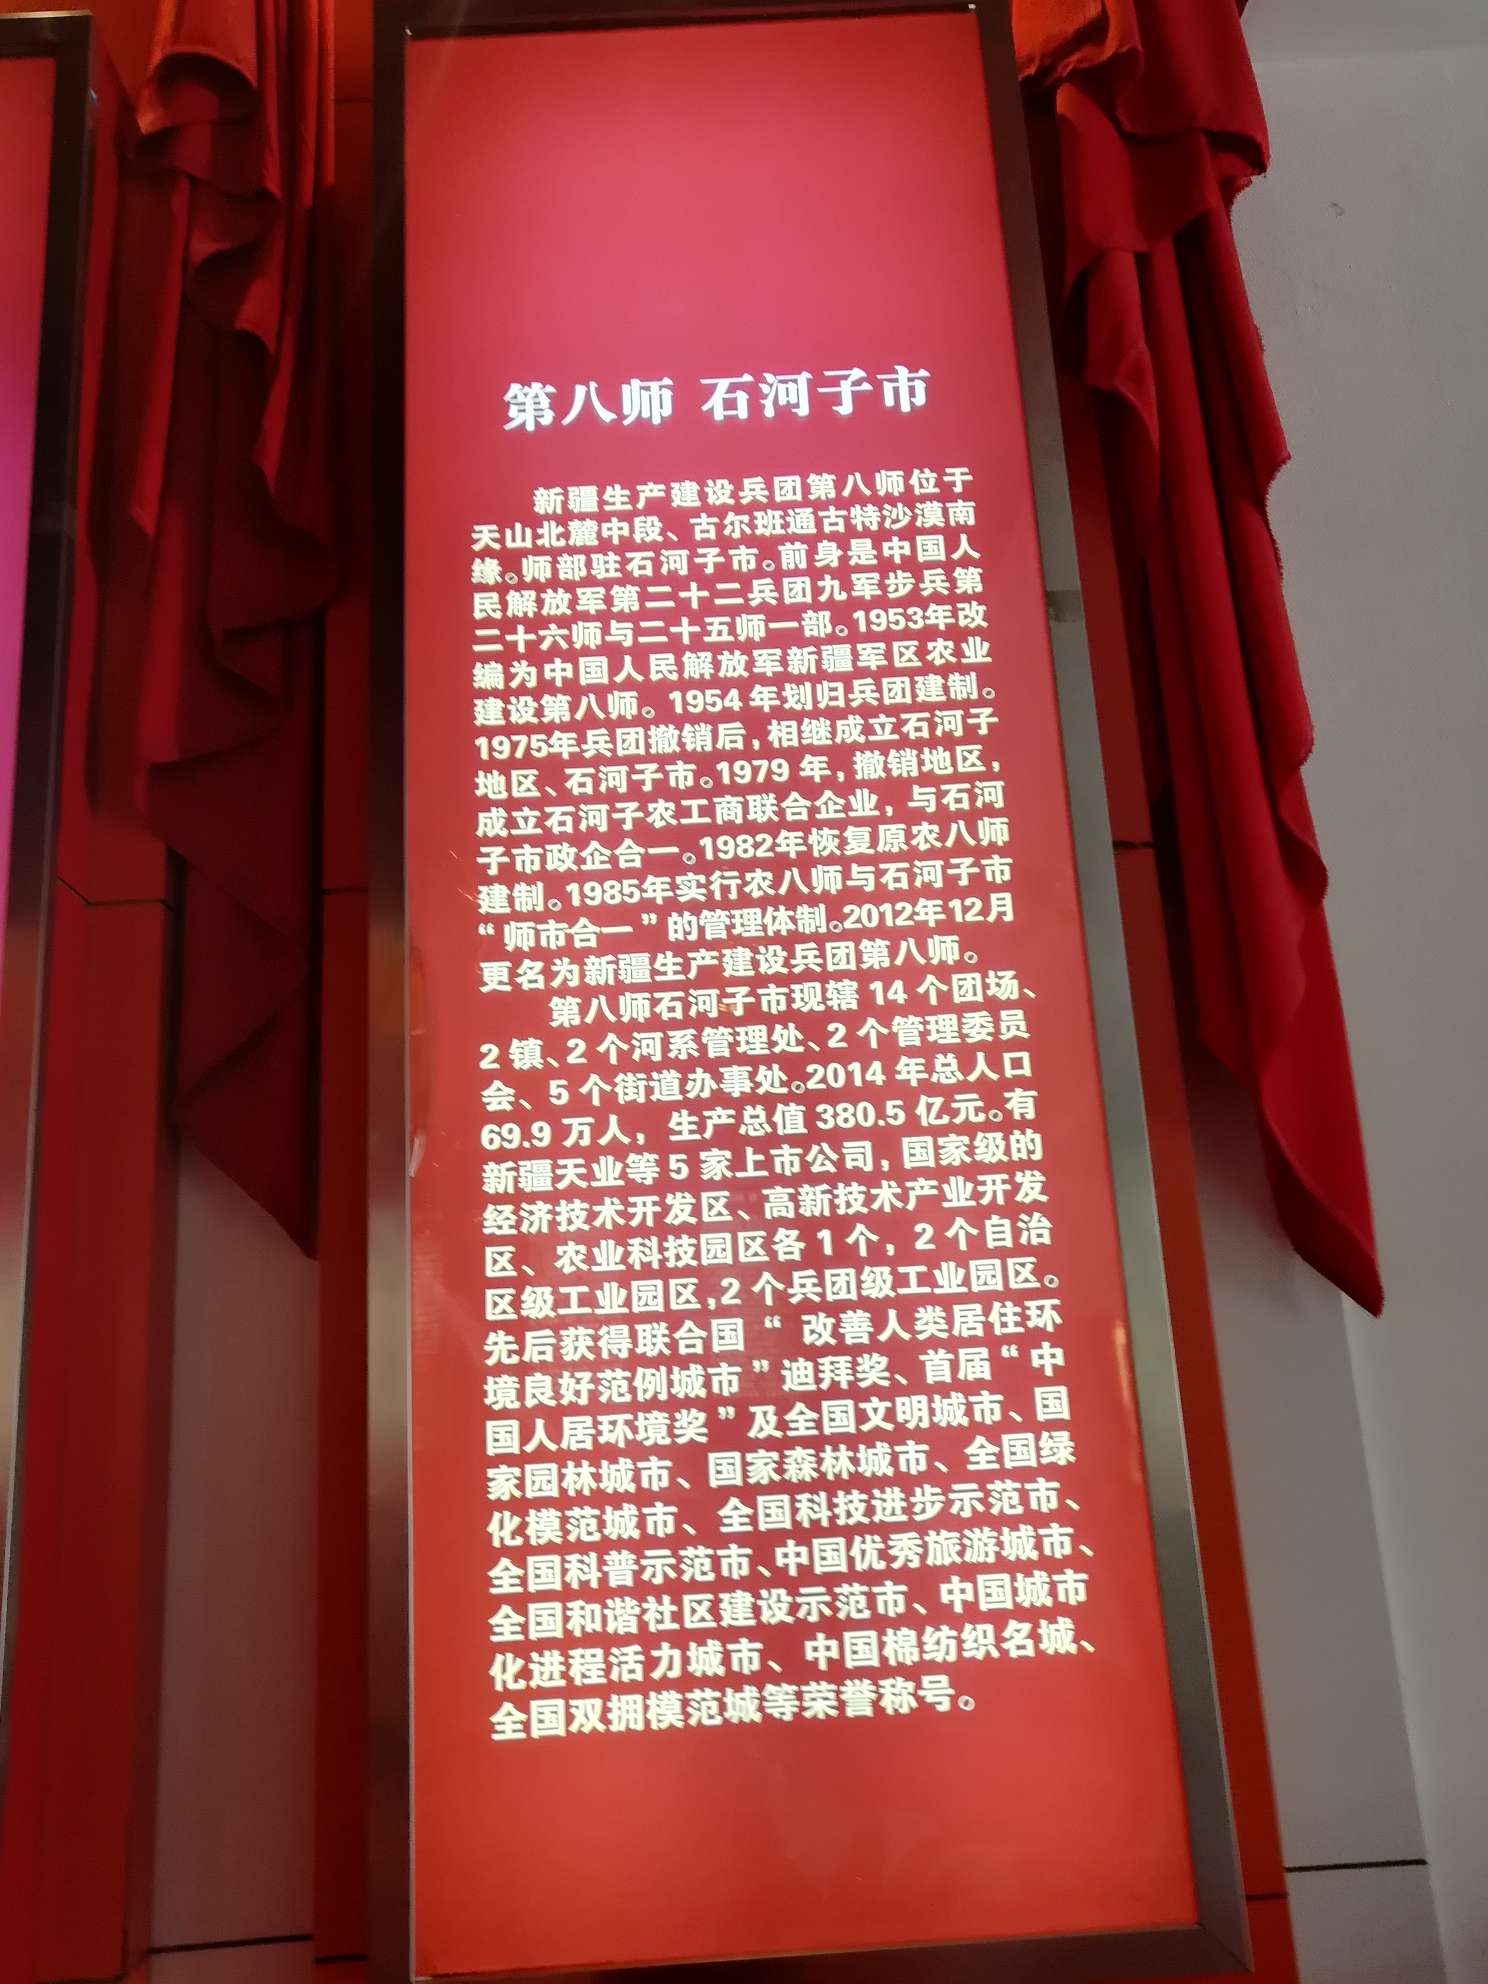 第八师 石河子市
新疆生产建设兵团第八师位于
天山北麓中段、古尔班通古特沙漠南
缘。师部驻石河子市。前身是中国人
民解放军第二十二兵团九军步兵第
二十六师与二十五师一部。1953年改
编为中国人民解放军新疆军区农业
建设第八师。1954年划归兵团建制。
1975年兵团撤销后,相继成立石河子
地区、石河子市。1979年,撤销地区,
成立石河子农工商联合企业,与石河
子市政企合一。1982年恢复原农八师
建制。1985年实行农八师与石河子市
“师市合一”的管理体制。2012年12月
更名为新疆生产建设兵团第八师。
第八师石河子市现辖14个团场、
2镇、2个河系管理处、2个管理委员
会、5个街道办事处。2014年总人口
69.9万人,生产总值380.5亿元。有
新疆天业等5家上市公司,国家级的
经济技术开发区、高新技术产业开发
区、农业科技园区各1个,2个自治
区级工业园区,2个兵团级工业园区。
先后获得联合国“改善人类居住环
境良好范例城市”迪拜奖、首届“中
国人居环境奖”及全国文明城市、国
家园林城市、国家森林城市、全国绿
化模范城市、全国科技进步示范市、
全国科普示范市、中国优秀旅游城市、
全国和谐社区建设示范市、中国城市
化进程活力城市、中国棉纺织名城、
全国双拥模范城等荣誉称号。